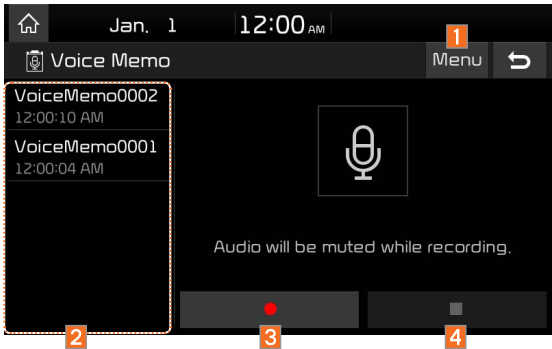 Jan. 1 12:00 AM
1
Voice Memo Menu
VoiceMemo0002
12:00:10 AM
VoiceMemo0001
12:00:04 AM
Audio will be muted while recording.
2 3 4